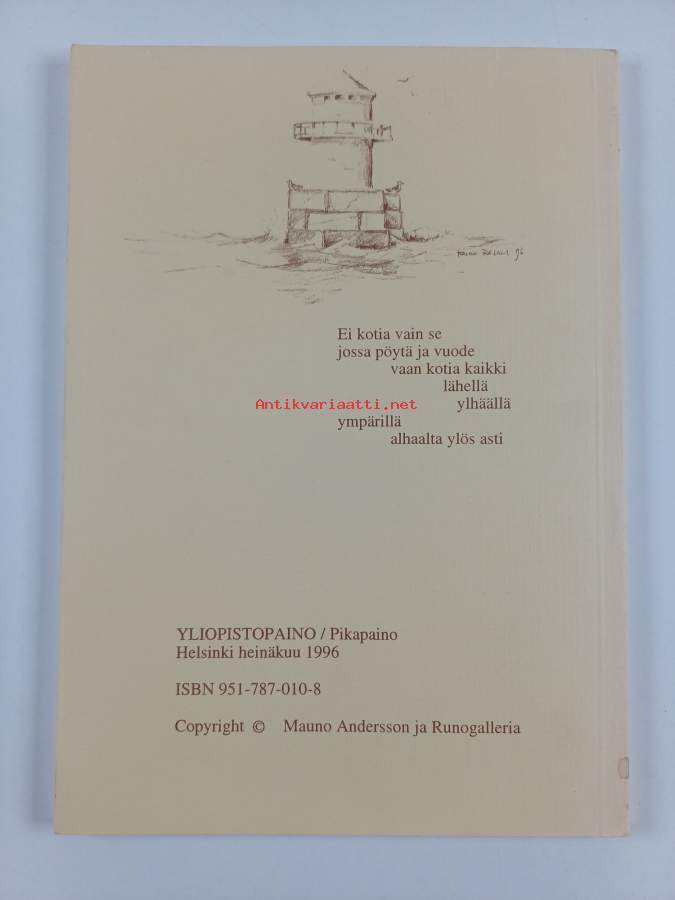 96
Ei kotia vain se
jossa pöytä ja vuode
vaan kotia kaikki
lähellä
Antikvariaatti.net
ylhäällä
ympärillä
alhaalta ylös asti
YLIOPISTOPAINO / Pikapaino
Helsinki heinäkuu 1996
ISBN 951-787-010-8
Copyright © Mauno Andersson ja Runogalleria